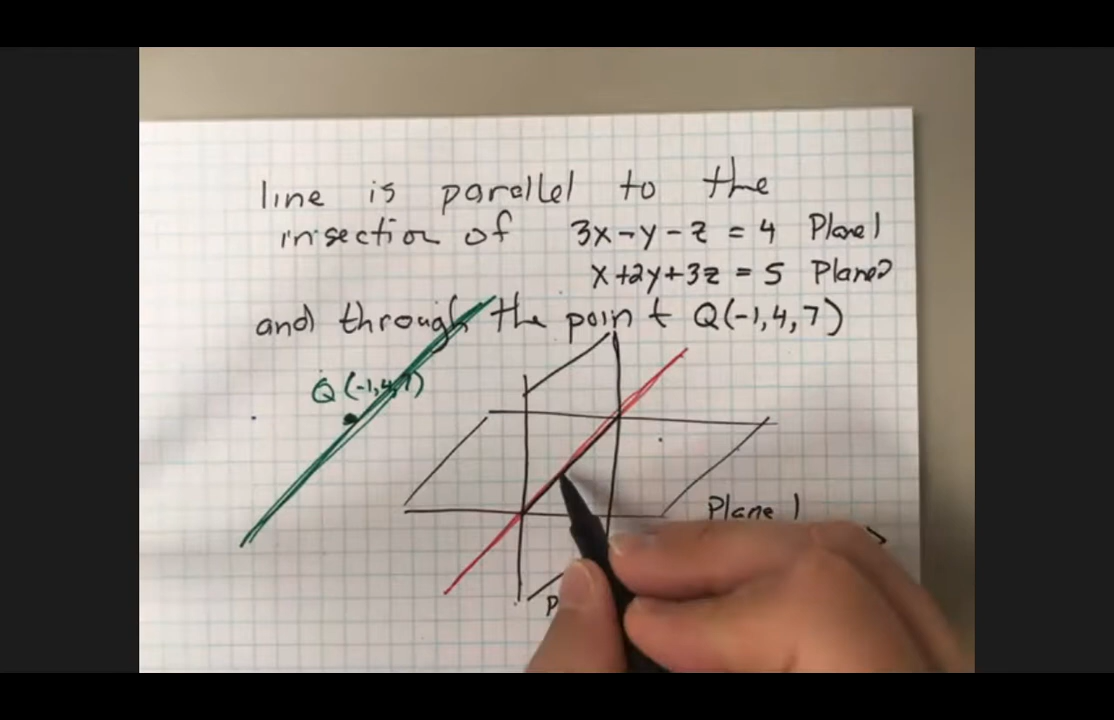 line is parallel to the
insection of 3x-y-z = 4 Plane 1
x+2y+3z = 5 Plane2
and through the point Q(-1,4,7)
Q(-1,4,7)
Plane 1
P